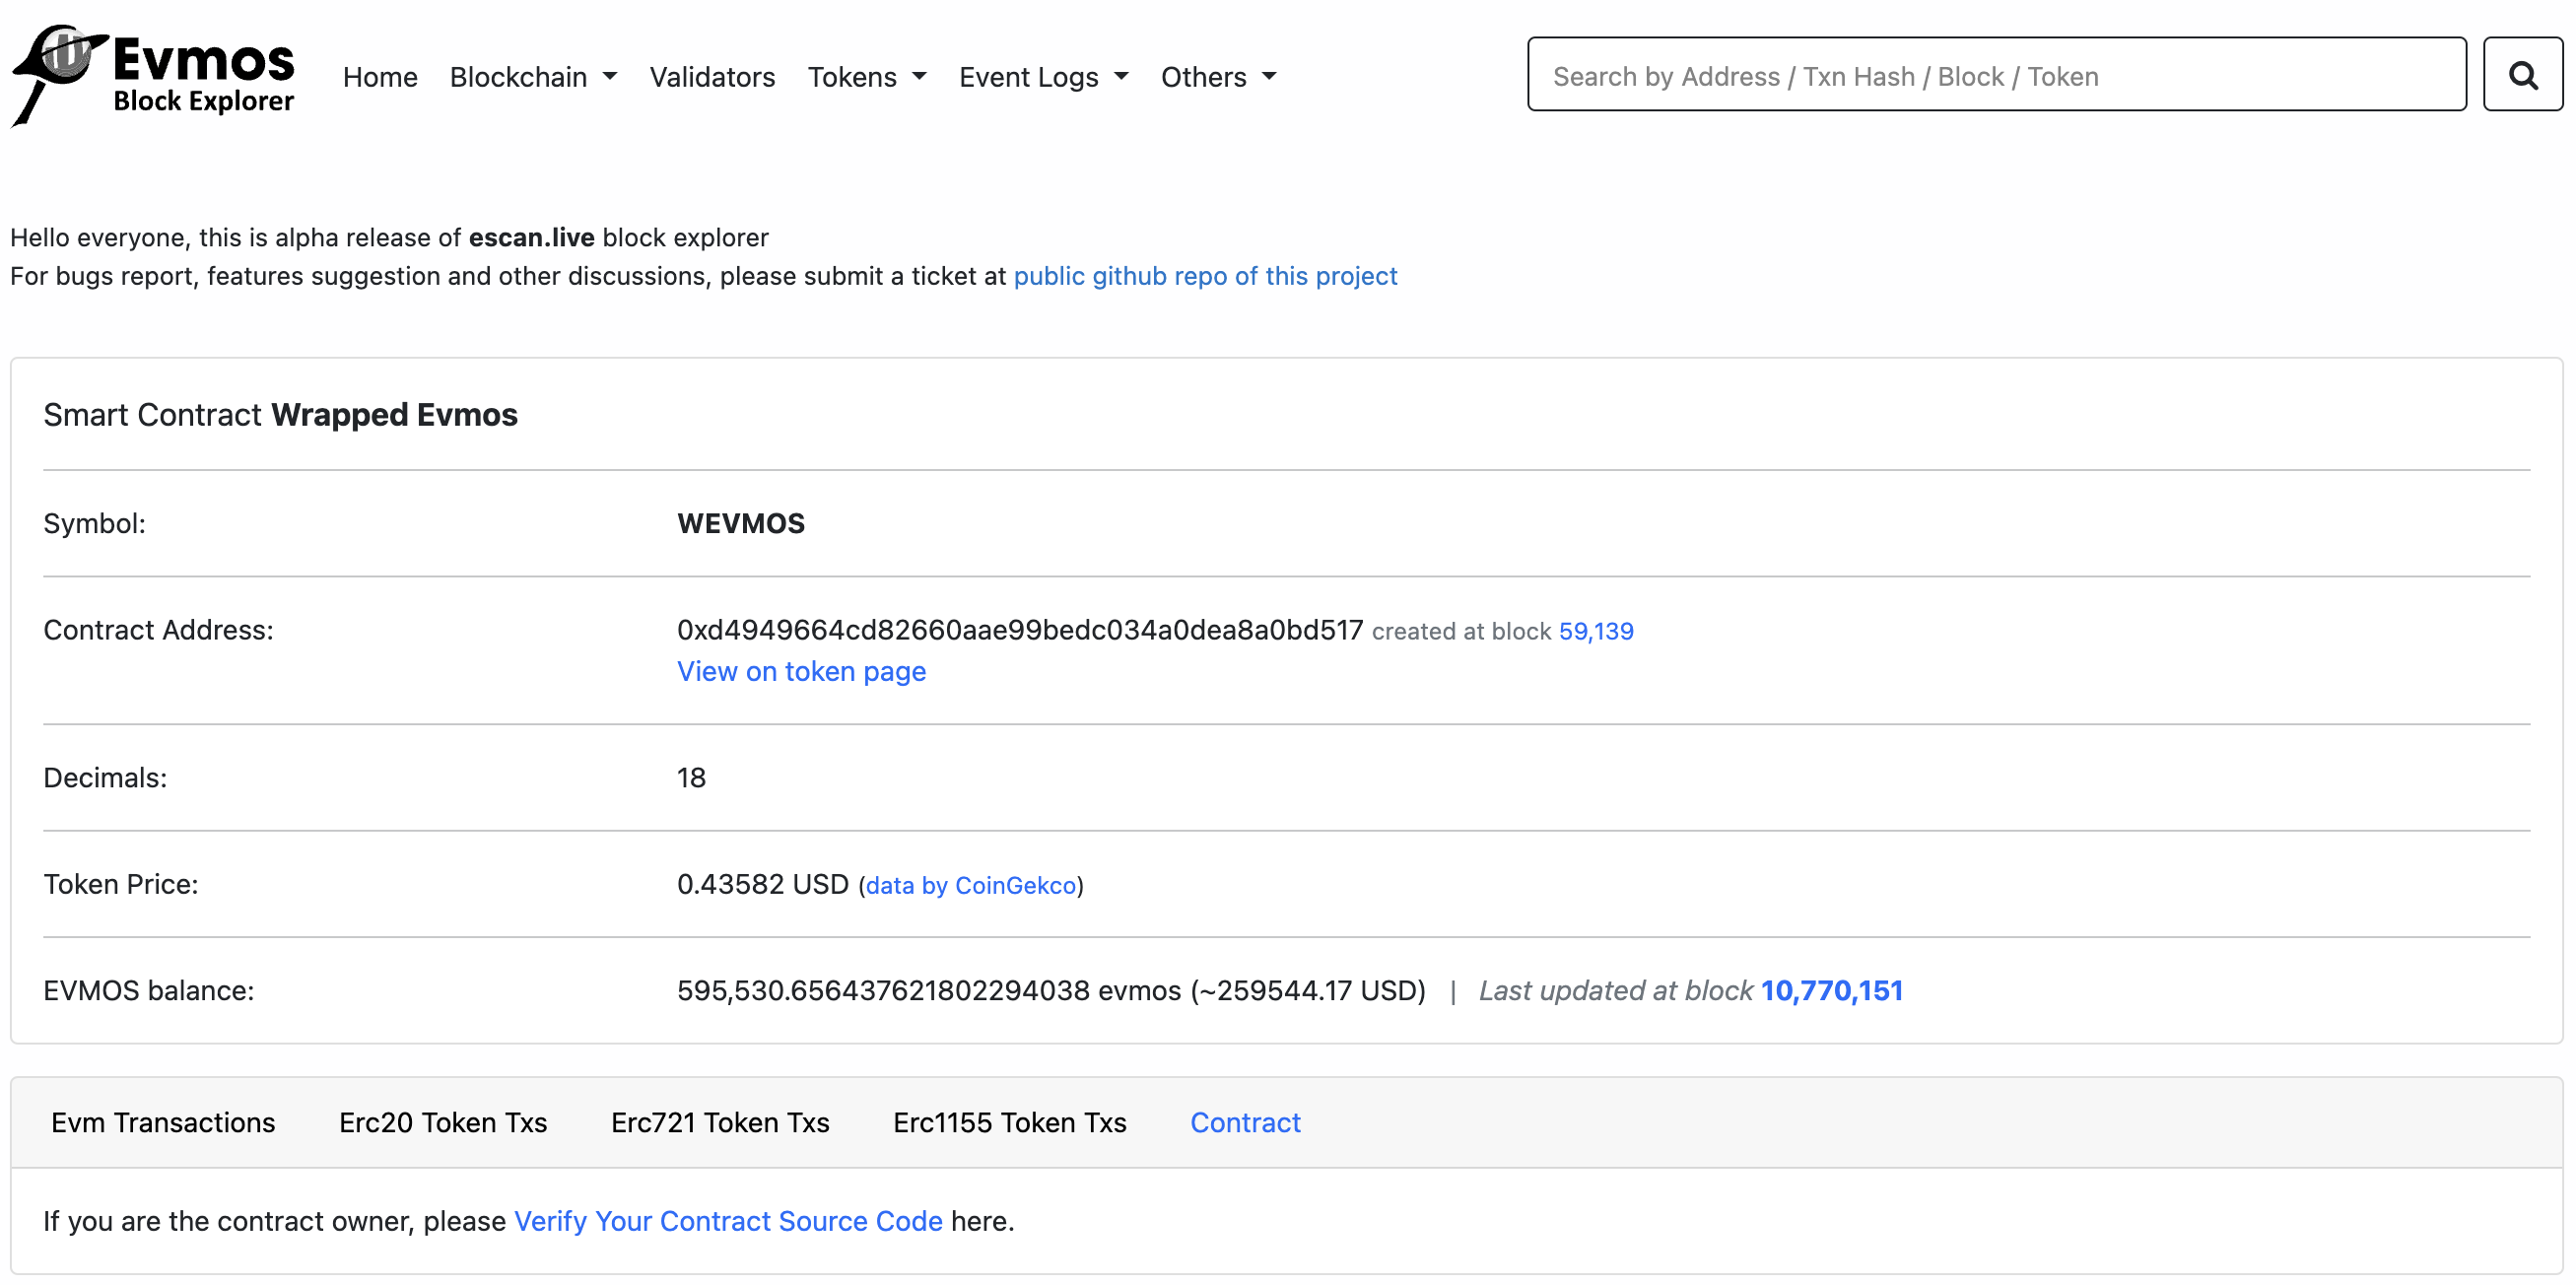 Evmos
Block Explorer
Home Blockchain Validators Tokens Event Logs Others
Search by Address / Txn Hash / Block / Token
Hello everyone, this is alpha release of escan.live block explorer
For bugs report, features suggestion and other discussions, please submit a ticket at public github repo of this project
Smart Contract Wrapped Evmos
Symbol: WEVMOS
Contract Address: 0xd4949664cd82660aae99bedc034a0dea8a0bd517 created at block 59,139
View on token page
Decimals: 18
Token Price: 0.43582 USD (data by CoinGekco)
EVMOS balance: 595,530.656437621802294038 evmos (~259544.17 USD) | Last updated at block 10,770,151
Evm Transactions Erc20 Token Txs Erc721 Token Txs Erc1155 Token Txs Contract
If you are the contract owner, please Verify Your Contract Source Code here.